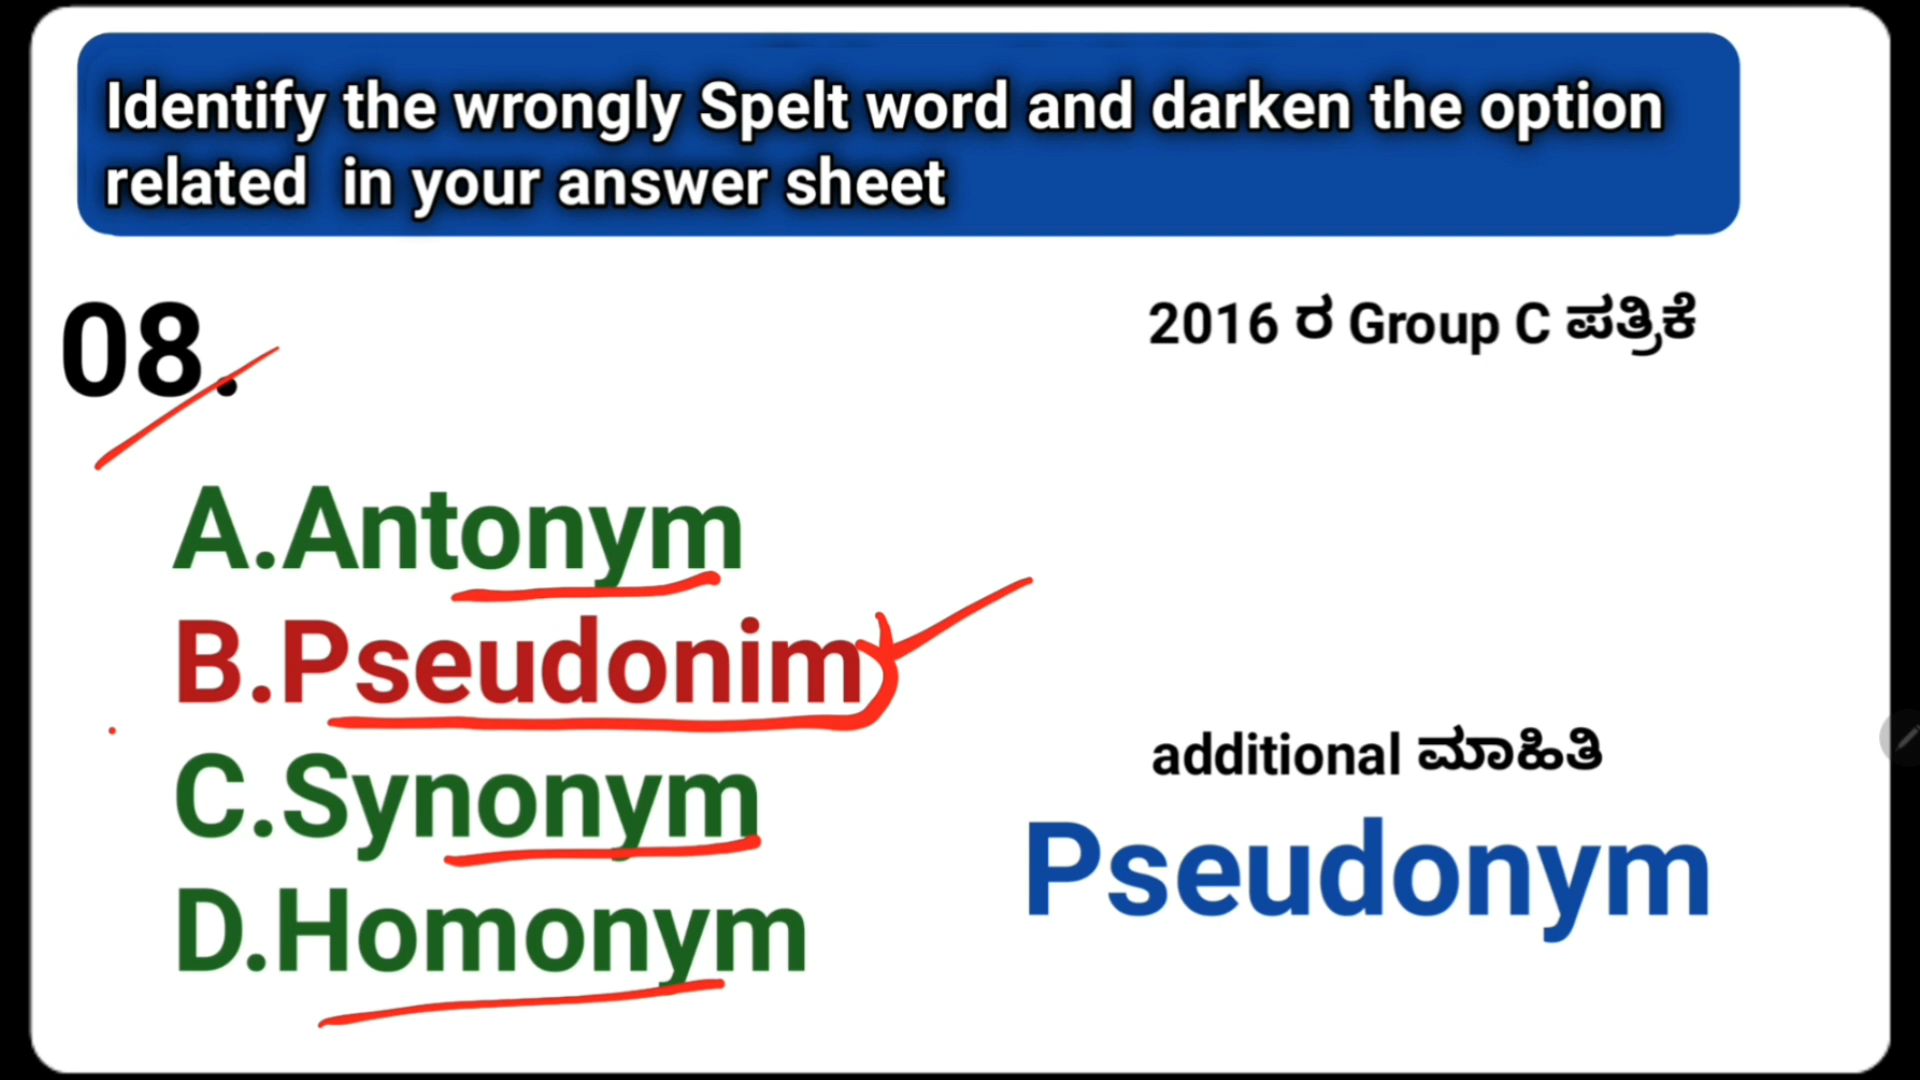 Identify the wrongly Spelt word and darken the option
related in your answer sheet
08.
2016 ರ Group C ಪತ್ರಿಕೆ
A.Antonym
B.Pseudonim
C.Synonym
D.Homonym
additional ಮಾಹಿತಿ
Pseudonym